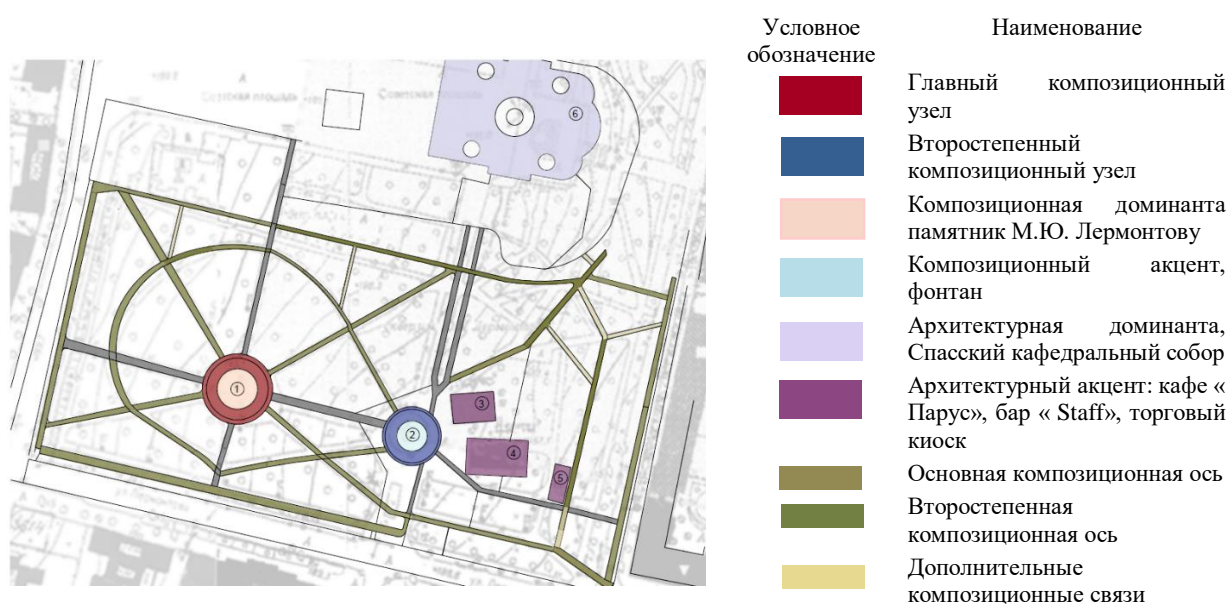 Условное
обозначение
Наименование
Главный композиционный
узел
Второстепенный
композиционный узел
Композиционная доминанта
памятник М.Ю. Лермонтову
Композиционный акцент,
фонтан
Архитектурная доминанта,
Спасский кафедральный собор
Архитектурный акцент: кафе «
Парус», бар « Staff», торговый
киоск
Основная композиционная ось
Второстепенная
композиционная ось
Дополнительные
композиционные связи
6
1
2
3
4
5